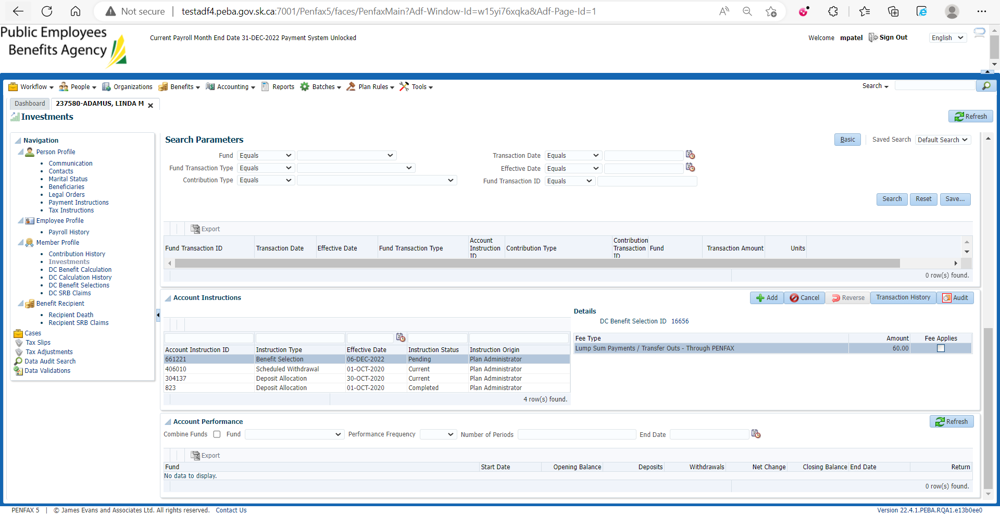 Not secure | testadf4.peba.gov.sk.ca:7001/Penfax5/faces/PenfaxMain?Adf-Window-Id=w15yi76xqka&Adf-Page-Id=1
Public Employees
Benefits Agency
Current Payroll Month End Date 31-DEC-2022 Payment System Unlocked
Welcome mpatel Sign Out English
Workflow People Organizations Benefits Accounting Reports Batches Plan Rules Tools Search
Dashboard 237580-ADAMUS, LINDA M
Investments Refresh
Navigation
Person Profile
Communication
Contacts
Marital Status
Beneficiaries
Legal Orders
Payment Instructions
Tax Instructions
Employee Profile
Payroll History
Member Profile
Contribution History
Investments
DC Benefit Calculation
DC Calculation History
DC Benefit Selections
DC SRB Claims
Benefit Recipient
Recipient Death
Recipient SRB Claims
Cases
Tax Slips
Tax Adjustments
Data Audit Search
Data Validations
Search Parameters Basic Saved Search Default Search
Fund Equals Transaction Date Equals
Fund Transaction Type Equals Effective Date Equals
Contribution Type Equals Fund Transaction ID Equals
Search Reset Save...
Export
Fund Transaction ID Transaction Date Effective Date Fund Transaction Type Account Instruction ID Contribution Type Contribution Transaction ID Fund Transaction Amount Units
0 row(s) found.
Account Instructions Add Cancel Reverse Transaction History Audit
Details
DC Benefit Selection ID 16656
Fee Type Amount Fee Applies
Lump Sum Payments / Transfer Outs - Through PENFAX 60.00
Account Instruction ID Instruction Type Effective Date Instruction Status Instruction Origin
661221 Benefit Selection 06-DEC-2022 Pending Plan Administrator
406010 Scheduled Withdrawal 01-OCT-2020 Current Plan Administrator
304137 Deposit Allocation 30-OCT-2020 Current Plan Administrator
823 Deposit Allocation 01-OCT-2020 Completed Plan Administrator
4 row(s) found.
Account Performance Refresh
Combine Funds Fund Performance Frequency Number of Periods End Date
Export
Fund Start Date Opening Balance Deposits Withdrawals Net Change Closing Balance End Date Return
No data to display.
0 row(s) found.
PENFAX 5 | © James Evans and Associates Ltd. All rights reserved. Contact Us Version 22.4.1.PEBA.RQA1.e13b0ee0